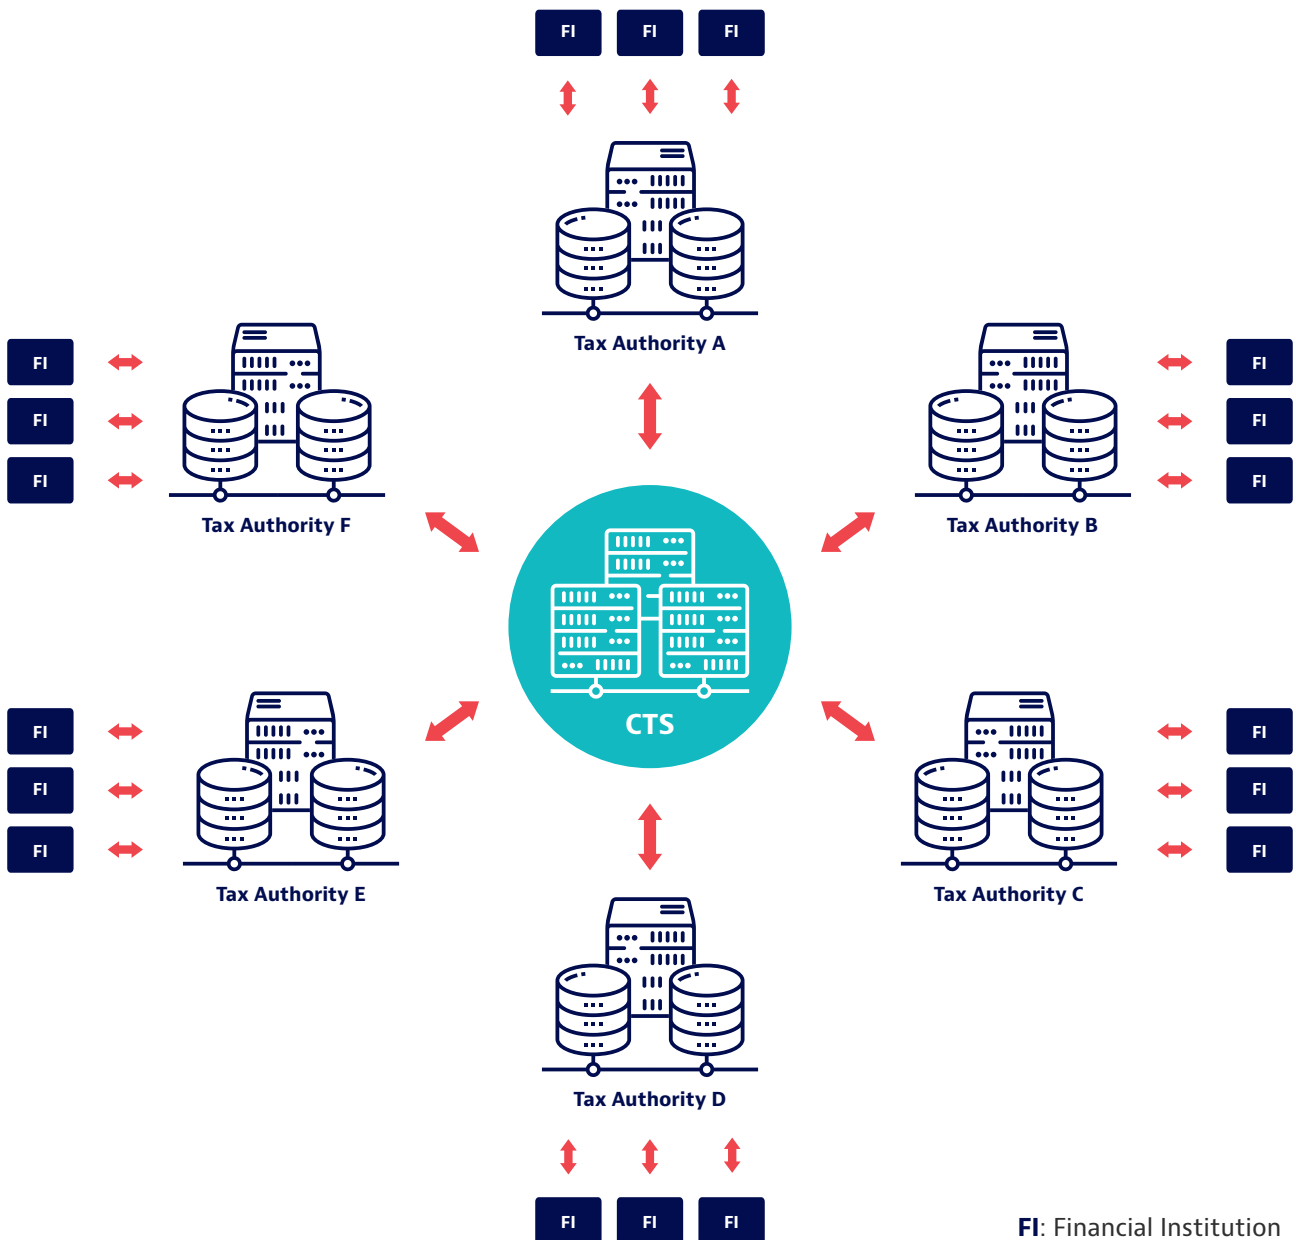 FI FI FI
Tax Authority A
FI
FI
FI
Tax Authority F
FI
FI
FI
Tax Authority B
CTS
FI
FI
FI
Tax Authority E
FI
FI
FI
Tax Authority C
Tax Authority D
FI FI FI
FI: Financial Institution